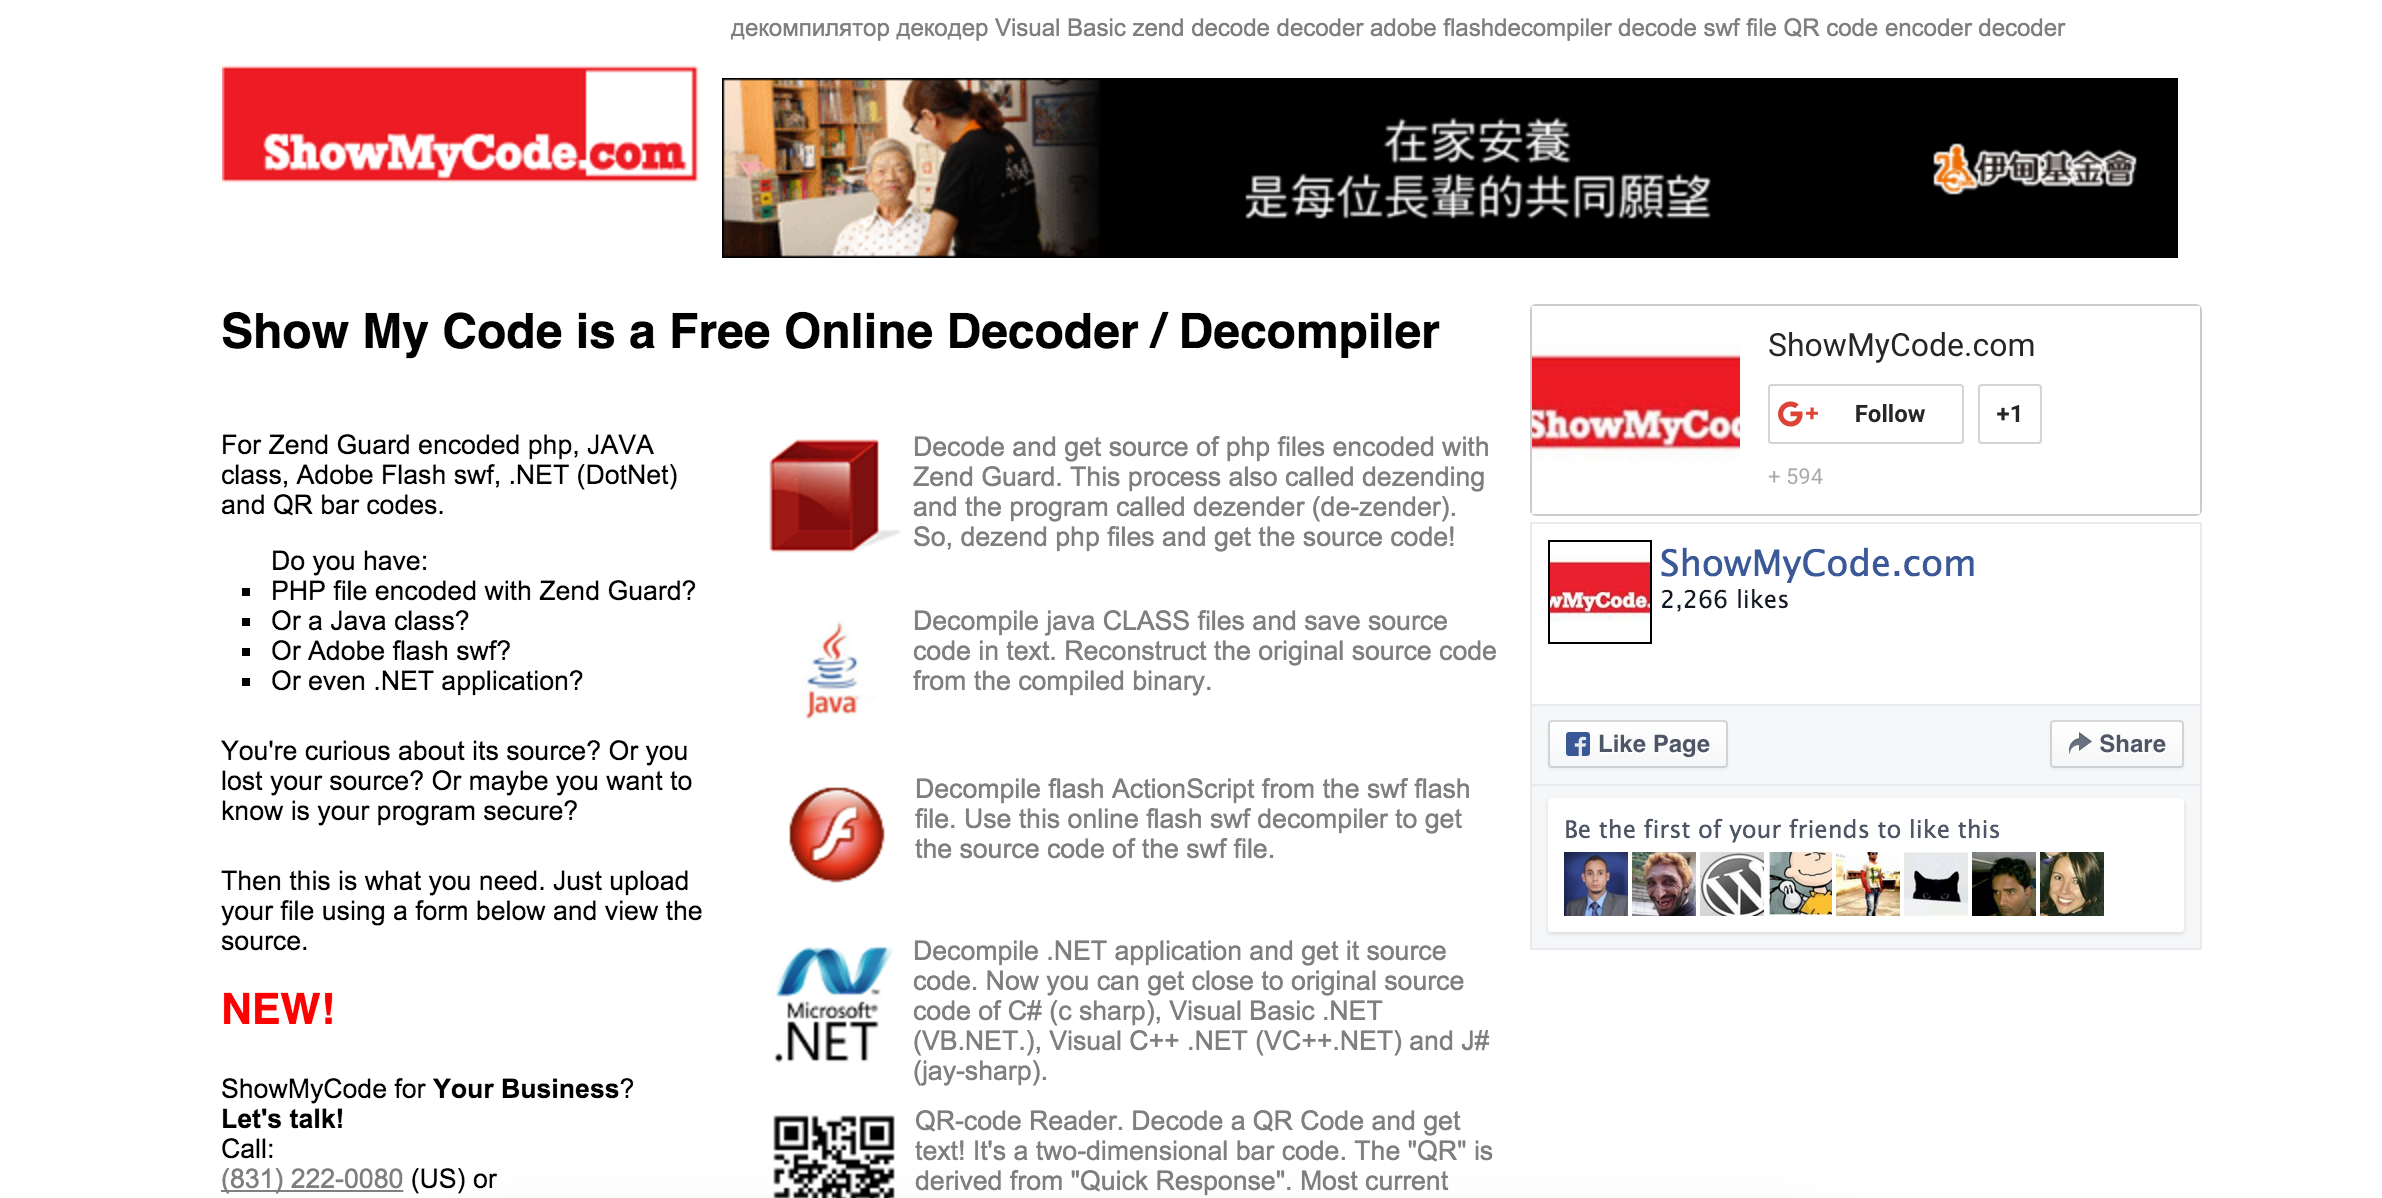 декомпилятор декодер Visual Basic zend decode decoder adobe flashdecompiler decode swf file QR code encoder decoder
ShowMyCode.com
在家安養
是每位長輩的共同願望
伊甸基金會
Show My Code is a Free Online Decoder / Decompiler
For Zend Guard encoded php, JAVA
class, Adobe Flash swf, .NET (DotNet)
and QR bar codes.
Do you have:
PHP file encoded with Zend Guard?
Or a Java class?
Or Adobe flash swf?
Or even .NET application?
You're curious about its source? Or you
lost your source? Or maybe you want to
know is your program secure?
Then this is what you need. Just upload
your file using a form below and view the
source.
NEW!
ShowMyCode for Your Business?
Let's talk!
Call:
(831) 222-0080 (US) or
Decode and get source of php files encoded with
Zend Guard. This process also called dezending
and the program called dezender (de-zender).
So, dezend php files and get the source code!
Java
Decompile java CLASS files and save source
code in text. Reconstruct the original source code
from the compiled binary.
Decompile flash ActionScript from the swf flash
file. Use this online flash swf decompiler to get
the source code of the swf file.
Microsoft®
.NET
Decompile .NET application and get it source
code. Now you can get close to original source
code of C# (c sharp), Visual Basic .NET
(VB.NET.), Visual C++ .NET (VC++.NET) and J#
(jay-sharp).
QR-code Reader. Decode a QR Code and get
text! It's a two-dimensional bar code. The "QR" is
derived from "Quick Response". Most current
ShowMyCod
ShowMyCode.com
G+ Follow +1
+ 594
wMyCode.
ShowMyCode.com
2,266 likes
Like Page
Share
Be the first of your friends to like this